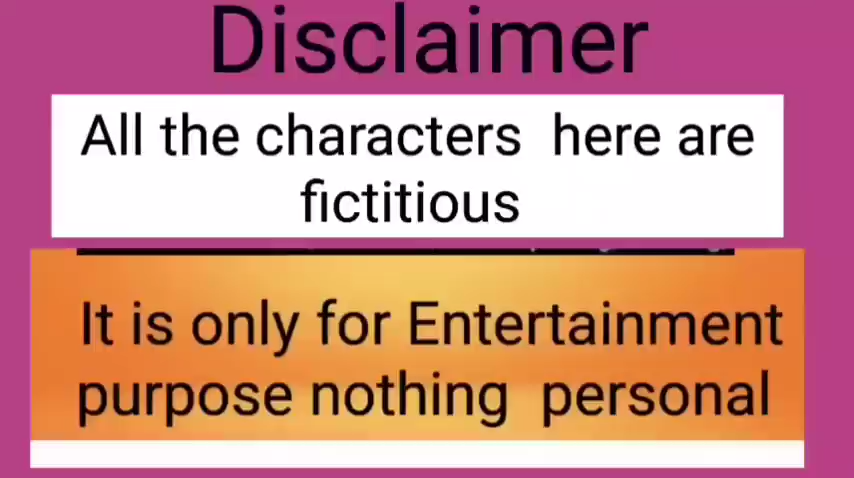 Disclaimer
All the characters here are
fictitious
It is only for Entertainment
purpose nothing personal